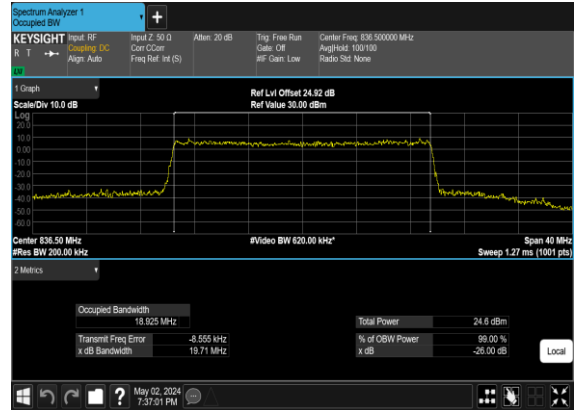 Spectrum Analyzer 1
Occupied BW
+
KEYSIGHT Input: RF Input Z: 50 Ω Atten: 20 dB Trig: Free Run Center Freq: 836.500000 MHz
R T Coupling: DC Corr CCorr Gate: Off Avg|Hold: 100/100
Align: Auto Freq Ref: Int (S) #IF Gain: Low Radio Std: None
LM
1 Graph
Ref Lvl Offset 24.92 dB
Scale/Div 10.0 dB Ref Value 30.00 dBm
Log
20.0
10.0
0.00
-10.0
-20.0
-30.0
-40.0
-50.0
-60.0
Center 836.50 MHz #Video BW 620.00 kHz* Span 40 MHz
#Res BW 200.00 kHz Sweep 1.27 ms (1001 pts)
2 Metrics
Occupied Bandwidth
18.925 MHz Total Power 24.6 dBm
Transmit Freq Error -8.555 kHz % of OBW Power 99.00 %
x dB Bandwidth 19.71 MHz x dB -26.00 dB
Local
? May 02, 2024
7:37:01 PM